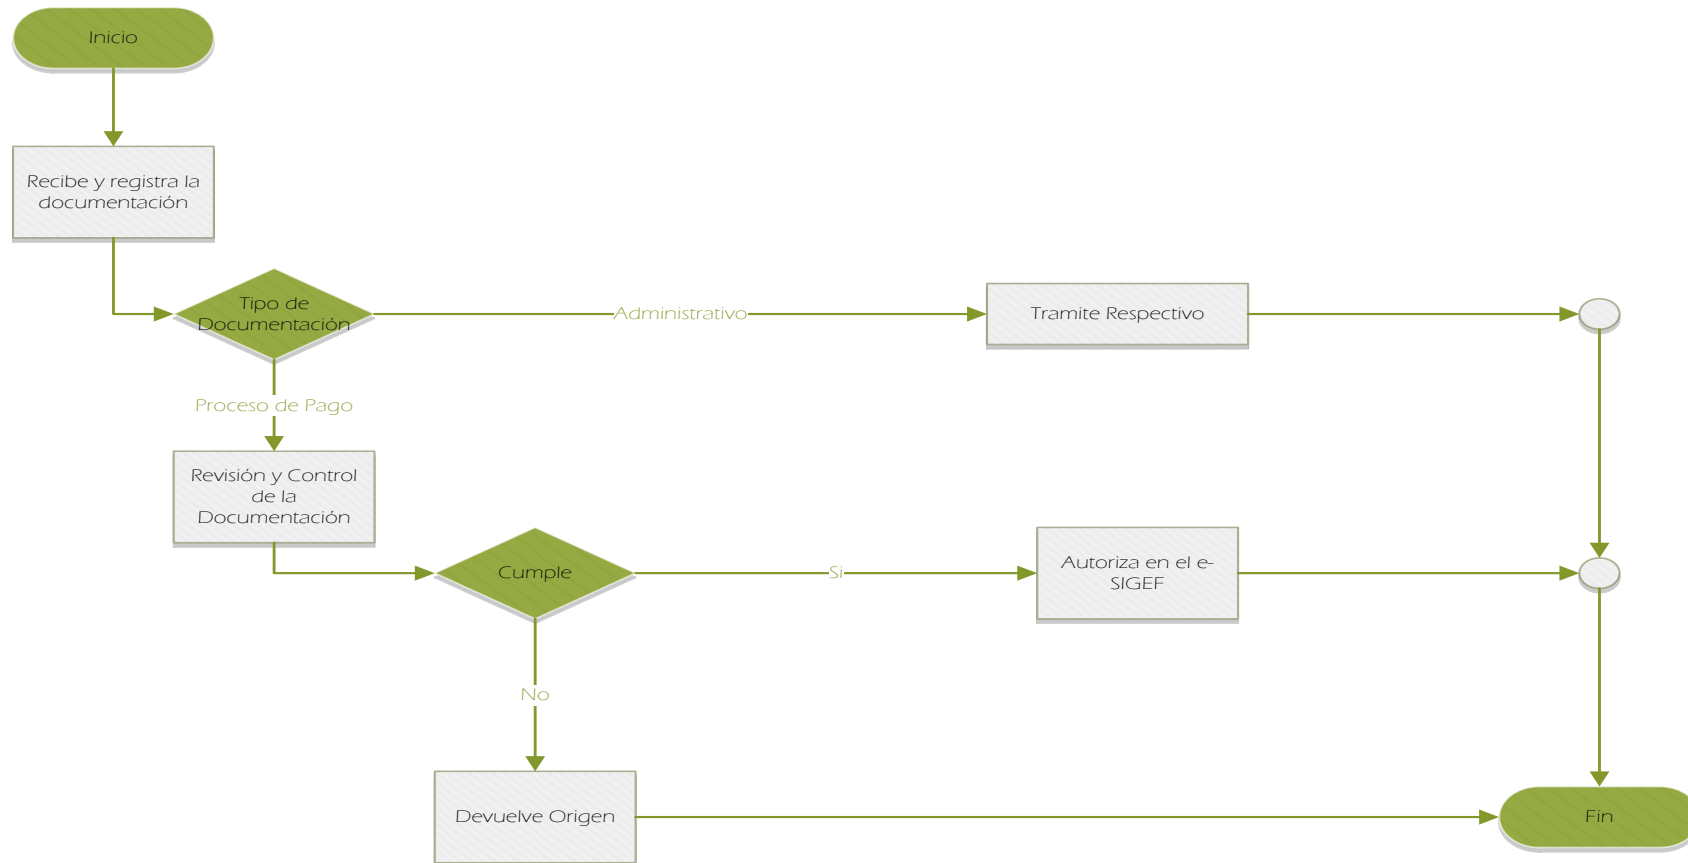 Inicio
Recibe y registra la
documentación
Tipo de
Documentación
Administrativo
Tramite Respectivo
Proceso de Pago
Revisión y Control
de la
Documentación
Cumple
Si
Autoriza en el e-
SIGEF
No
Devuelve Origen
Fin